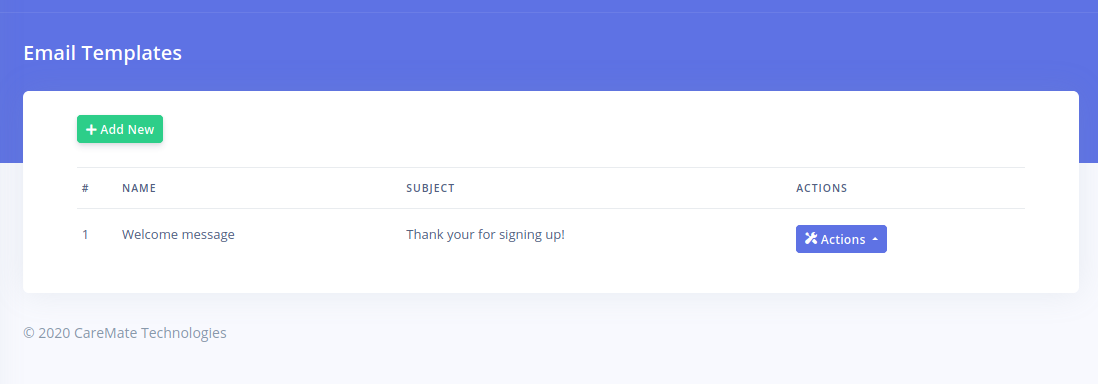 Email Templates
Add New
# NAME SUBJECT ACTIONS
1 Welcome message Thank your for signing up! Actions
© 2020 CareMate Technologies